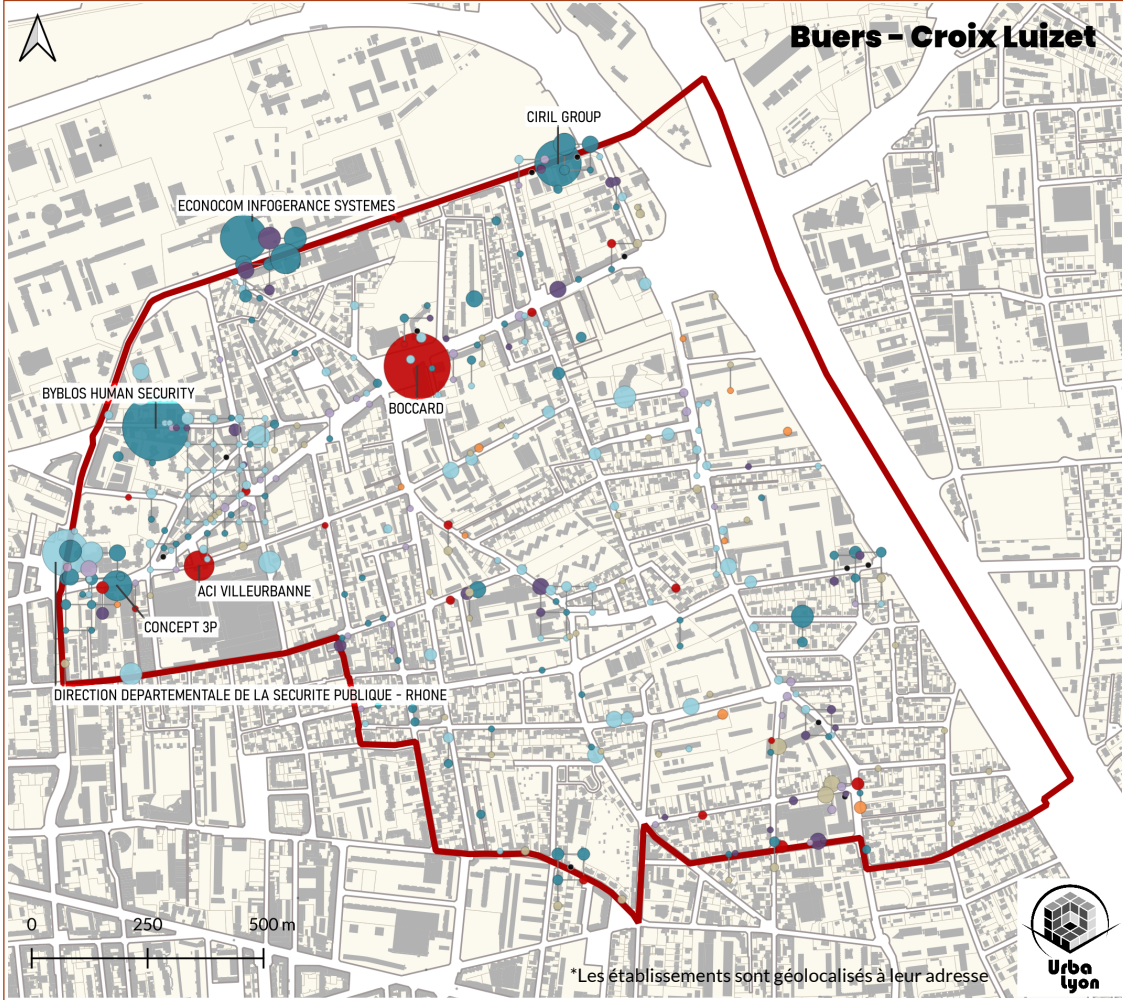 Buers - Croix Luizet
CIRIL GROUP
ECONOCOM INFOGERANCE SYSTEMES
BYBLOS HUMAN SECURITY
BOCCARD
ACI VILLEURBANNE
CONCEPT 3P
DIRECTION DEPARTEMENTALE DE LA SECURITE PUBLIQUE - RHONE
0 250 500 m
*Les établissements sont géolocalisés à leur adresse
Urba
Lyon